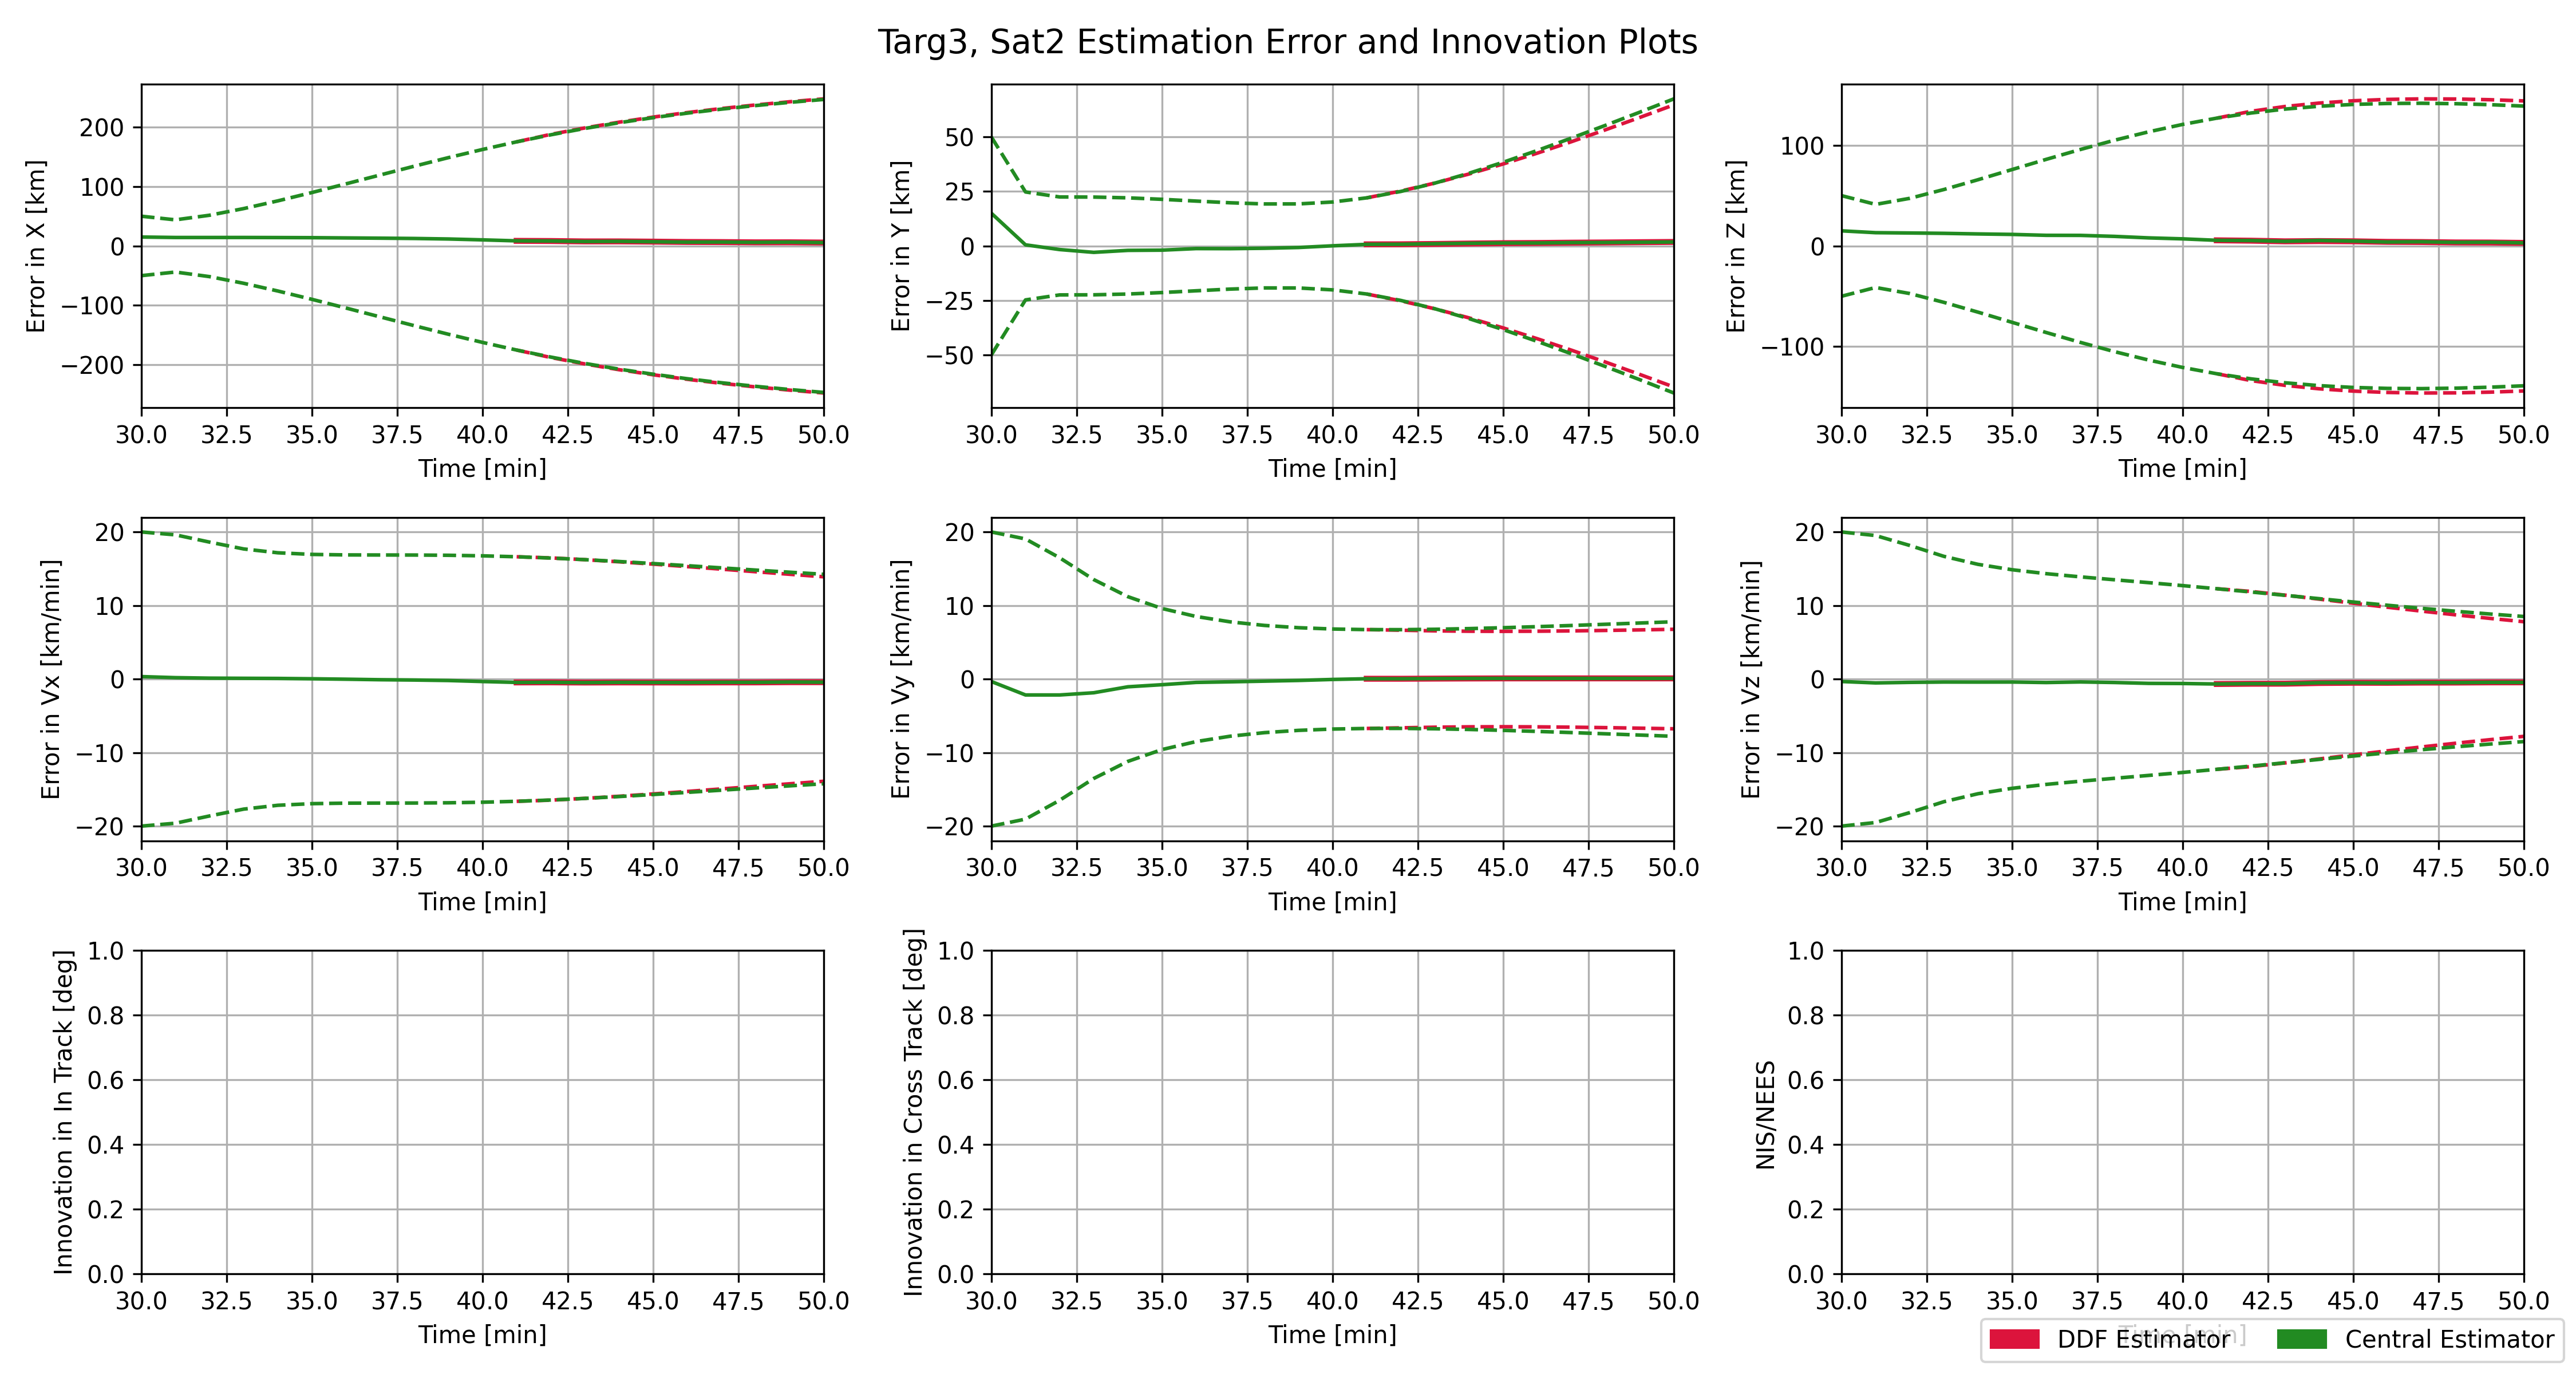 Targ3, Sat2 Estimation Error and Innovation Plots
Error in X [km]
200
100
0
−100
−200
30.0 32.5 35.0 37.5 40.0 42.5 45.0 47.5 50.0
Time [min]
Error in Y [km]
50
25
0
−25
−50
30.0 32.5 35.0 37.5 40.0 42.5 45.0 47.5 50.0
Time [min]
Error in Z [km]
100
0
−100
30.0 32.5 35.0 37.5 40.0 42.5 45.0 47.5 50.0
Time [min]
Error in Vx [km/min]
20
10
0
−10
−20
30.0 32.5 35.0 37.5 40.0 42.5 45.0 47.5 50.0
Time [min]
Error in Vy [km/min]
20
10
0
−10
−20
30.0 32.5 35.0 37.5 40.0 42.5 45.0 47.5 50.0
Time [min]
Error in Vz [km/min]
20
10
0
−10
−20
30.0 32.5 35.0 37.5 40.0 42.5 45.0 47.5 50.0
Time [min]
Innovation in In Track [deg]
1.0
0.8
0.6
0.4
0.2
0.0
30.0 32.5 35.0 37.5 40.0 42.5 45.0 47.5 50.0
Time [min]
Innovation in Cross Track [deg]
1.0
0.8
0.6
0.4
0.2
0.0
30.0 32.5 35.0 37.5 40.0 42.5 45.0 47.5 50.0
Time [min]
NIS/NEES
1.0
0.8
0.6
0.4
0.2
0.0
30.0 32.5 35.0 37.5 40.0 42.5 45.0 47.5 50.0
Time [min]
DDF Estimator Central Estimator